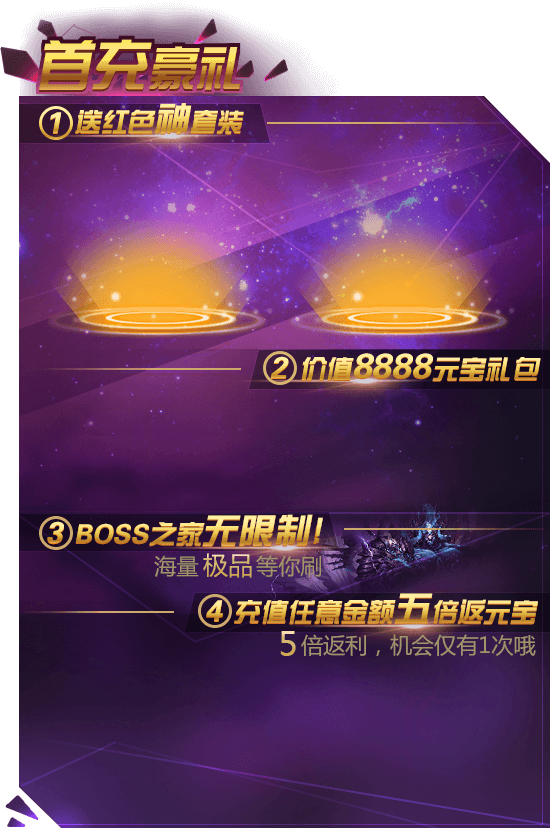 首充豪礼
①送红色神套装
②价值8888元宝礼包
③BOSS之家无限制!
海量极品等你刷
④充值任意金额五倍返元宝
5倍返利，机会仅有1次哦